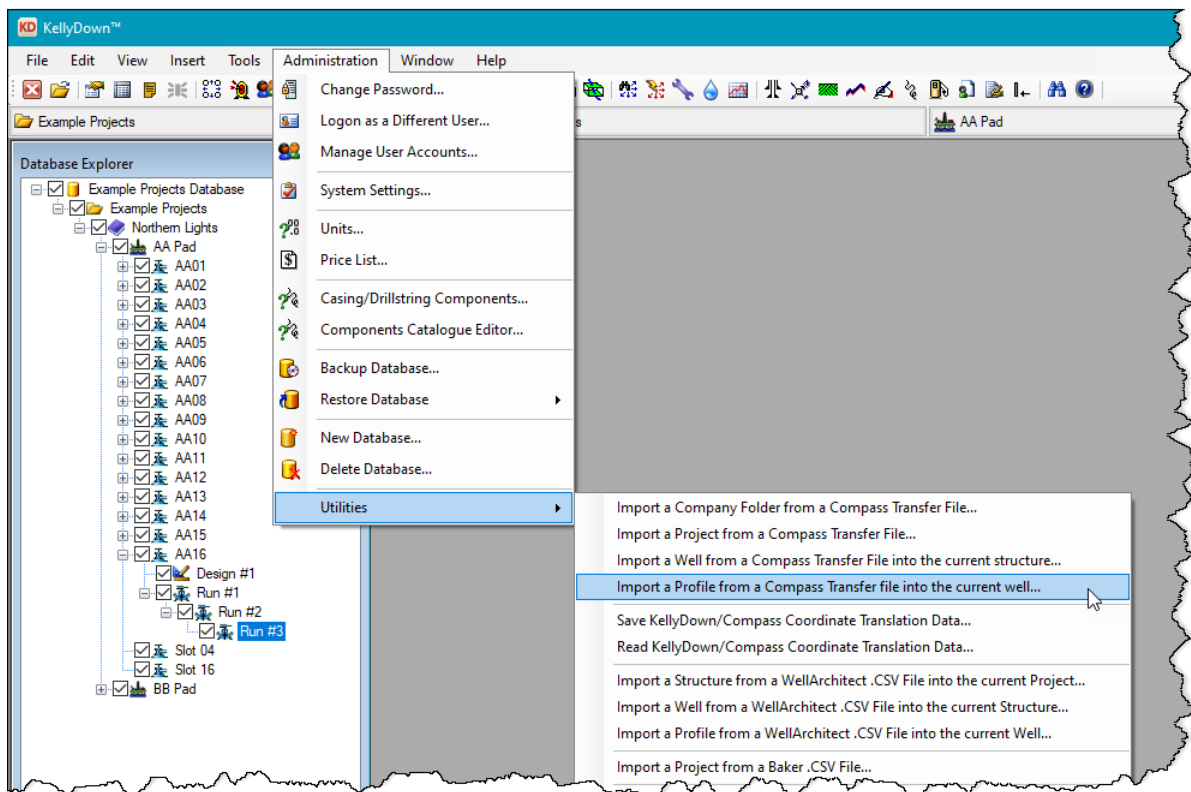 KD KellyDown™
File Edit View Insert Tools Administration Window Help
Example Projects
s
AA Pad
Database Explorer
Example Projects Database
Example Projects
Northern Lights
AA Pad
AA01
AA02
AA03
AA04
AA05
AA06
AA07
AA08
AA09
AA10
AA11
AA12
AA13
AA14
AA15
AA16
Design #1
Run #1
Run #2
Run #3
Slot 04
Slot 16
BB Pad
Change Password...
Logon as a Different User...
Manage User Accounts...
System Settings...
Units...
Price List...
Casing/Drillstring Components...
Components Catalogue Editor...
Backup Database...
Restore Database
New Database...
Delete Database...
Utilities
Import a Company Folder from a Compass Transfer File...
Import a Project from a Compass Transfer File...
Import a Well from a Compass Transfer File into the current structure...
Import a Profile from a Compass Transfer file into the current well...
Save KellyDown/Compass Coordinate Translation Data...
Read KellyDown/Compass Coordinate Translation Data...
Import a Structure from a WellArchitect .CSV File into the current Project...
Import a Well from a WellArchitect .CSV File into the current Structure...
Import a Profile from a WellArchitect .CSV File into the current Well...
Import a Project from a Baker .CSV File...